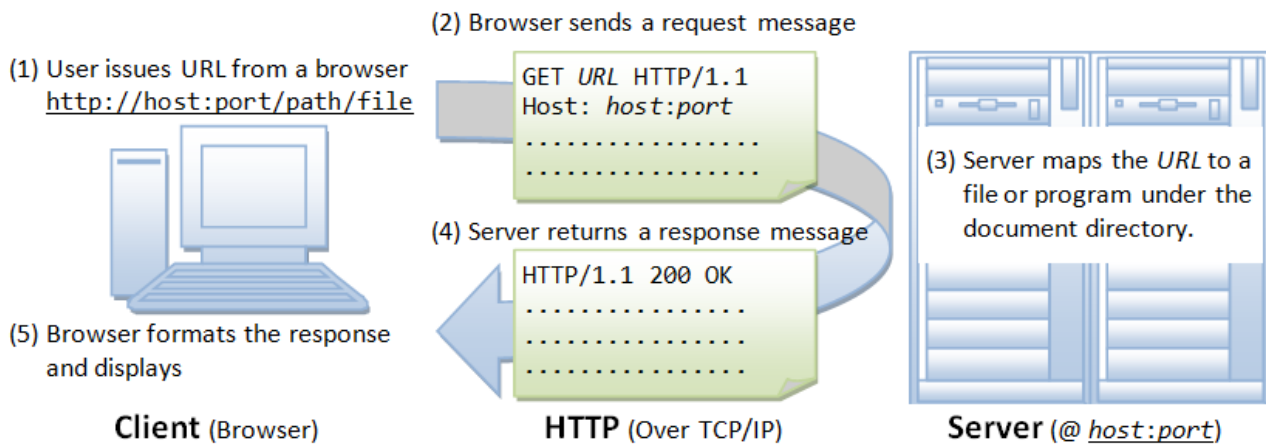 (1) User issues URL from a browser
http://host:port/path/file
(2) Browser sends a request message
GET URL HTTP/1.1
Host: host:port
..................
..................
(3) Server maps the URL to a
file or program under the
document directory.
(4) Server returns a response message
HTTP/1.1 200 OK
.................
.................
.................
(5) Browser formats the response
and displays
Client (Browser)
HTTP (Over TCP/IP)
Server (@ host:port)